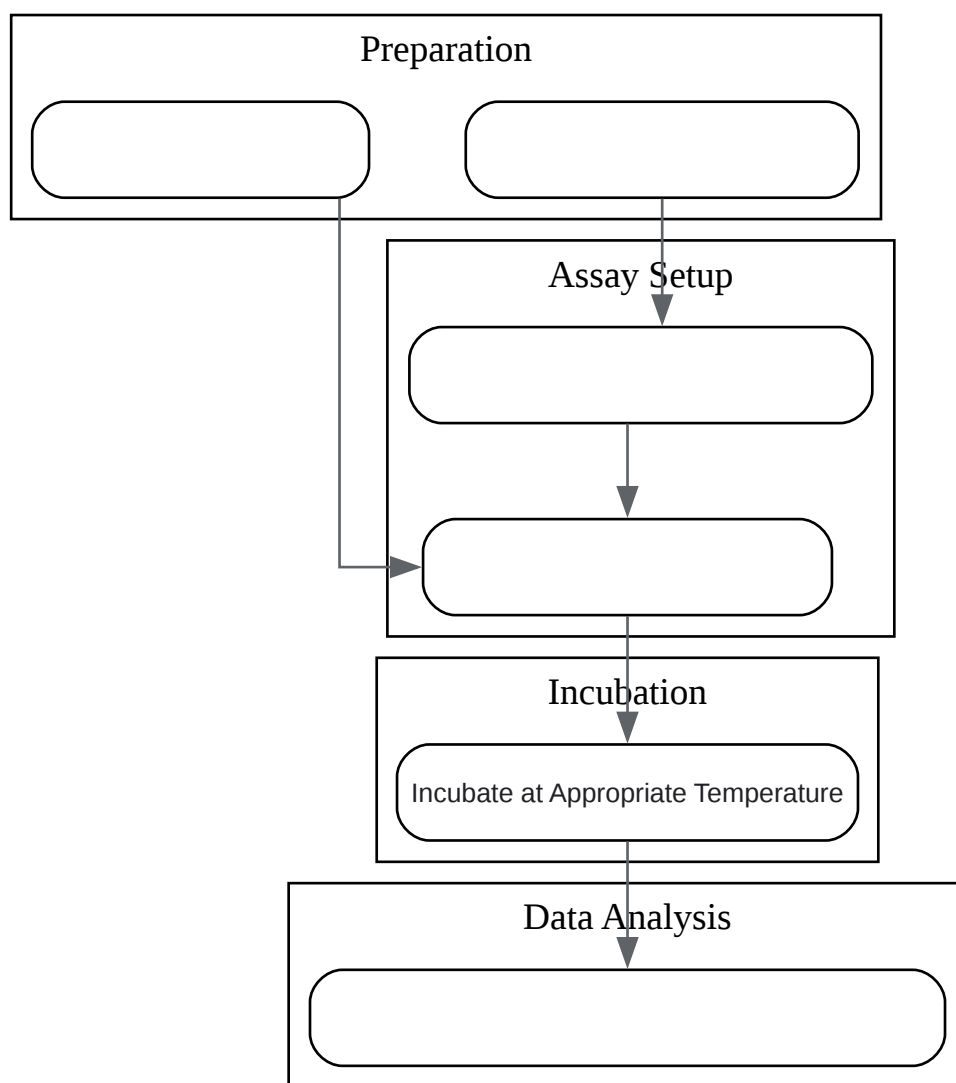 Preparation
Assay Setup
Incubation
Incubate at Appropriate Temperature
Data Analysis